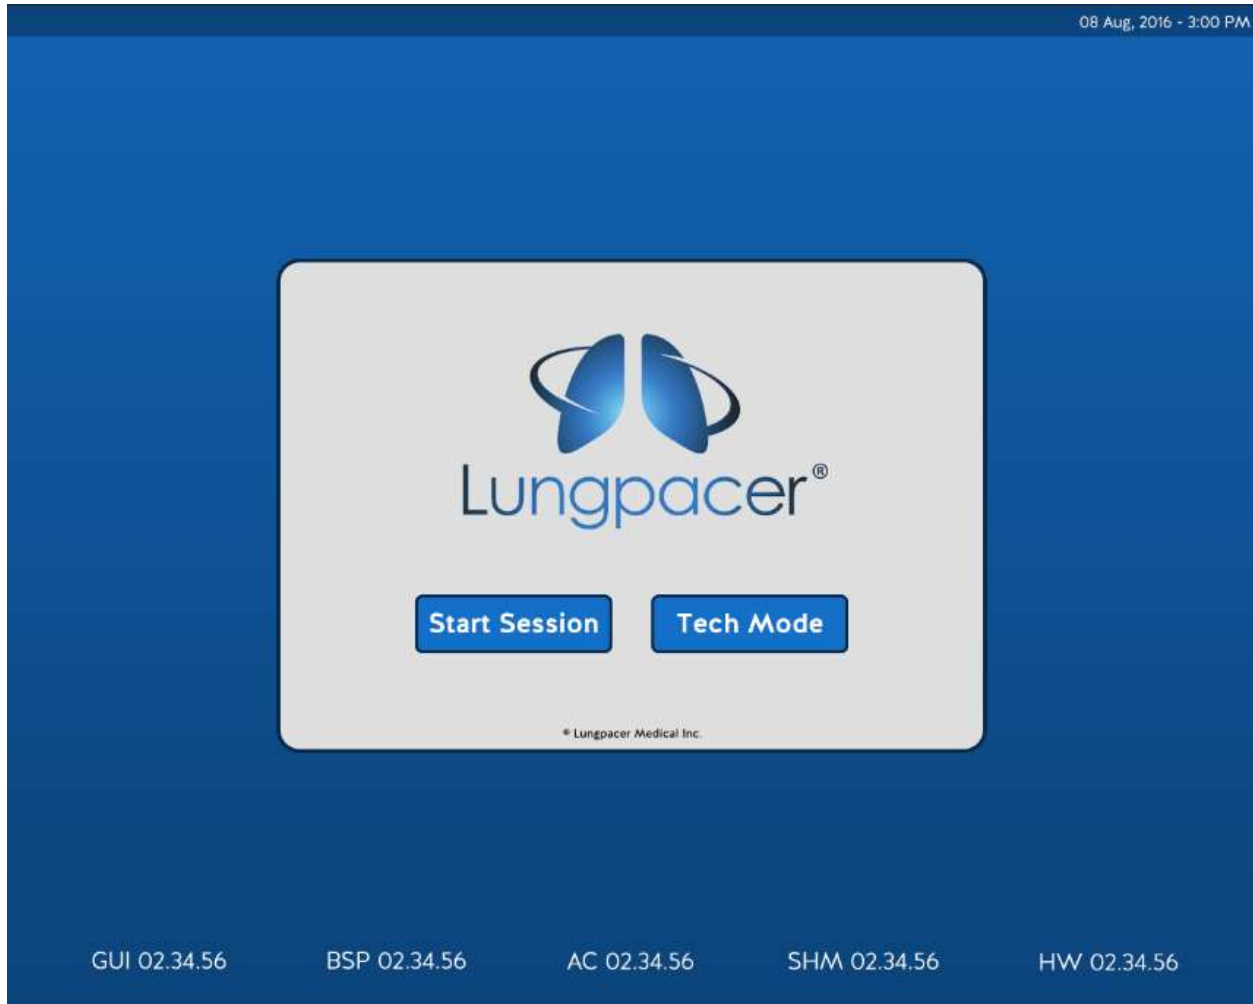 08 Aug, 2016 - 3:00 PM
Lungpacer®
Start Session Tech Mode
© Lungpacer Medical Inc.
GUI 02.34.56 BSP 02.34.56 AC 02.34.56 SHM 02.34.56 HW 02.34.56